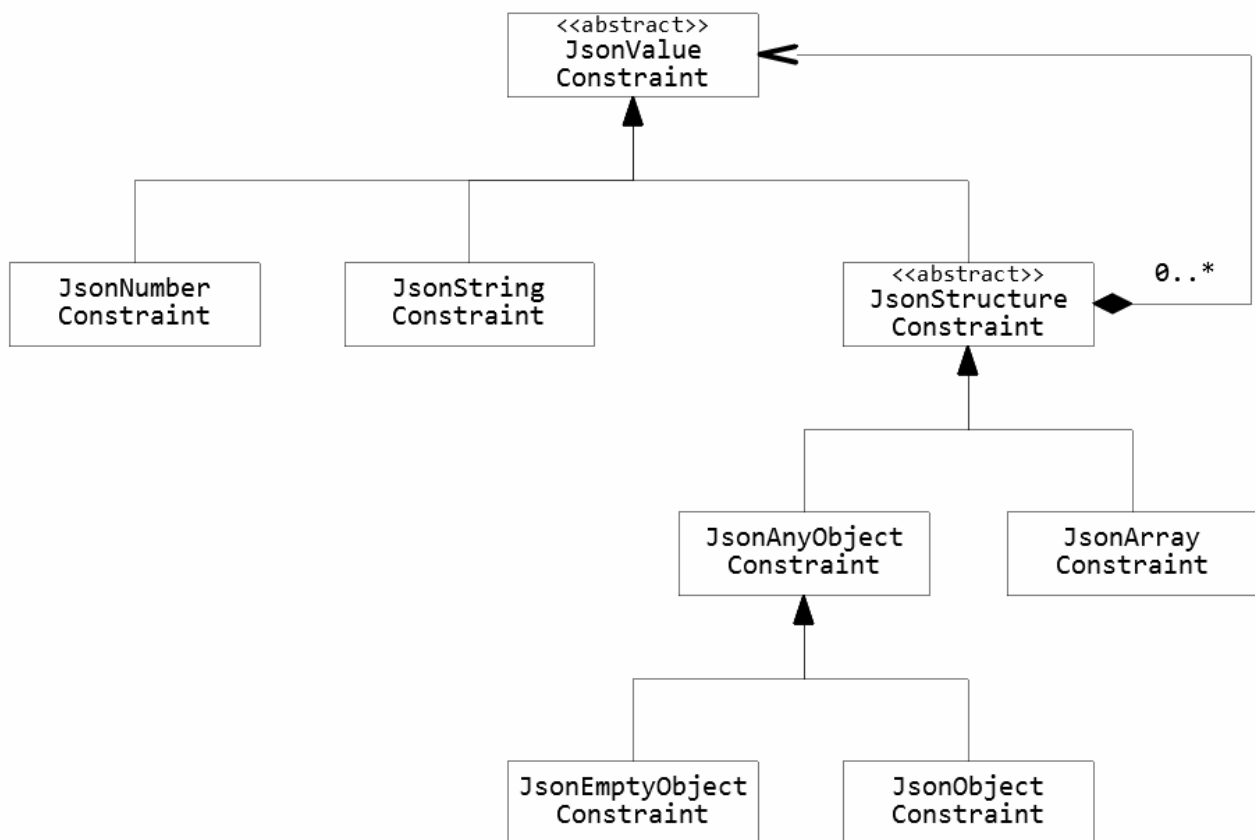 <<abstract>>
JsonValue
Constraint
JsonNumber
Constraint
JsonString
Constraint
<<abstract>>
JsonStructure
Constraint
0..*
JsonAnyObject
Constraint
JsonArray
Constraint
JsonEmptyObject
Constraint
JsonObject
Constraint